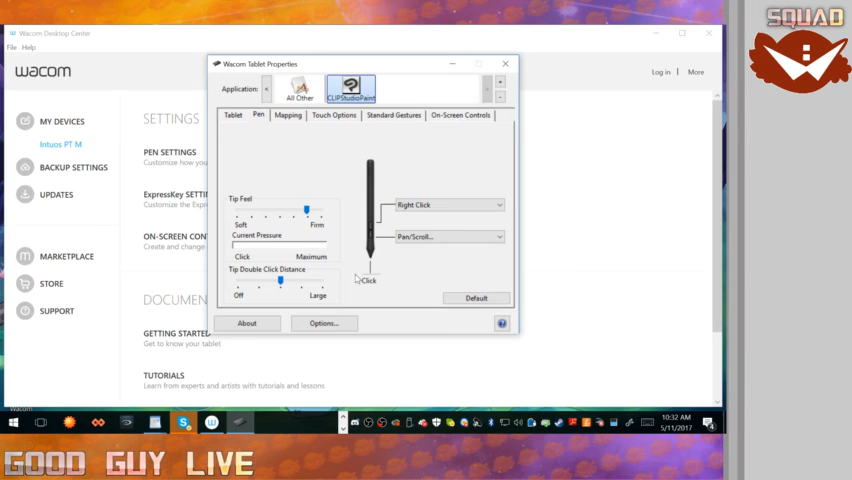 SQUAD
Wacom Desktop Center
File Help
wacom
Log in | More
MY DEVICES
Intuos PT M
BACKUP SETTINGS
UPDATES
MARKETPLACE
STORE
SUPPORT
SETTINGS
PEN SETTINGS
Customize how you
ExpressKey SETTI
Customize the Expre
ON-SCREEN CO
Create and change
DOCUMEN
GETTING STARTED
Get to know your tablet
TUTORIALS
Learn from experts and artists with tutorials and lessons
Wacom Tablet Properties
Application:
<
All Other
CLIPStudioPaint
+
-
Tablet Pen Mapping Touch Options Standard Gestures On-Screen Controls
Tip Feel
Soft Firm
Current Pressure
Click Maximum
Tip Double Click Distance
Off Large
Right Click
Pan/Scroll...
Click
Default
About Options... ?
Wacom
10:32 AM
5/11/2017
4
GOOD GUY LIVE